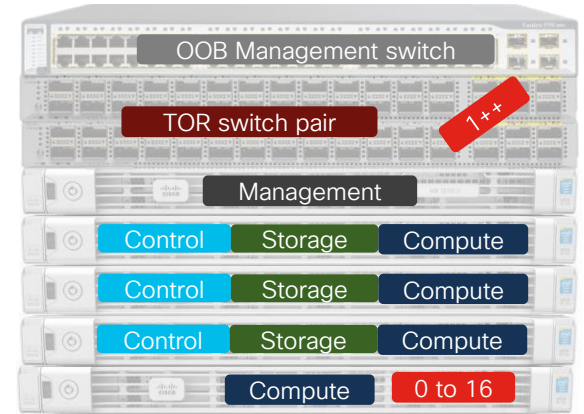 OOB Management switch
TOR switch pair
1++
Management
Control Storage Compute
Control Storage Compute
Control Storage Compute
Compute 0 to 16